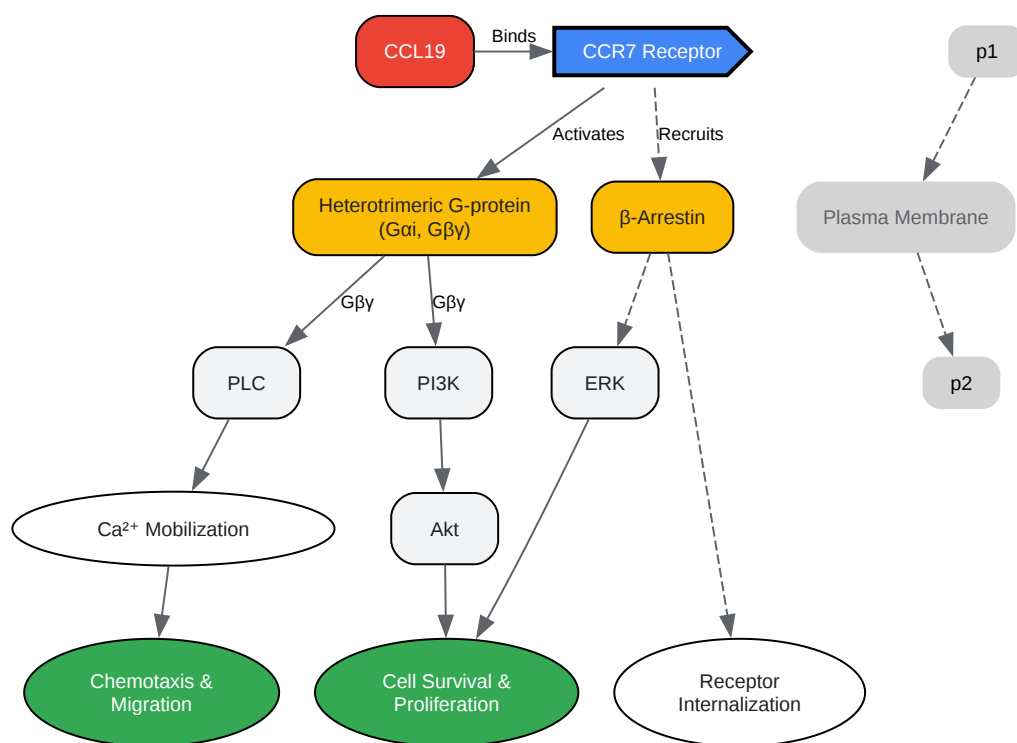 CCL19
Binds
CCR7 Receptor
p1
Activates
Recruits
Heterotrimeric G-protein
(Gαi, Gβγ)
β-Arrestin
Plasma Membrane
Gβγ
Gβγ
PLC
PI3K
ERK
p2
Ca²⁺ Mobilization
Akt
Chemotaxis &
Migration
Cell Survival &
Proliferation
Receptor
Internalization